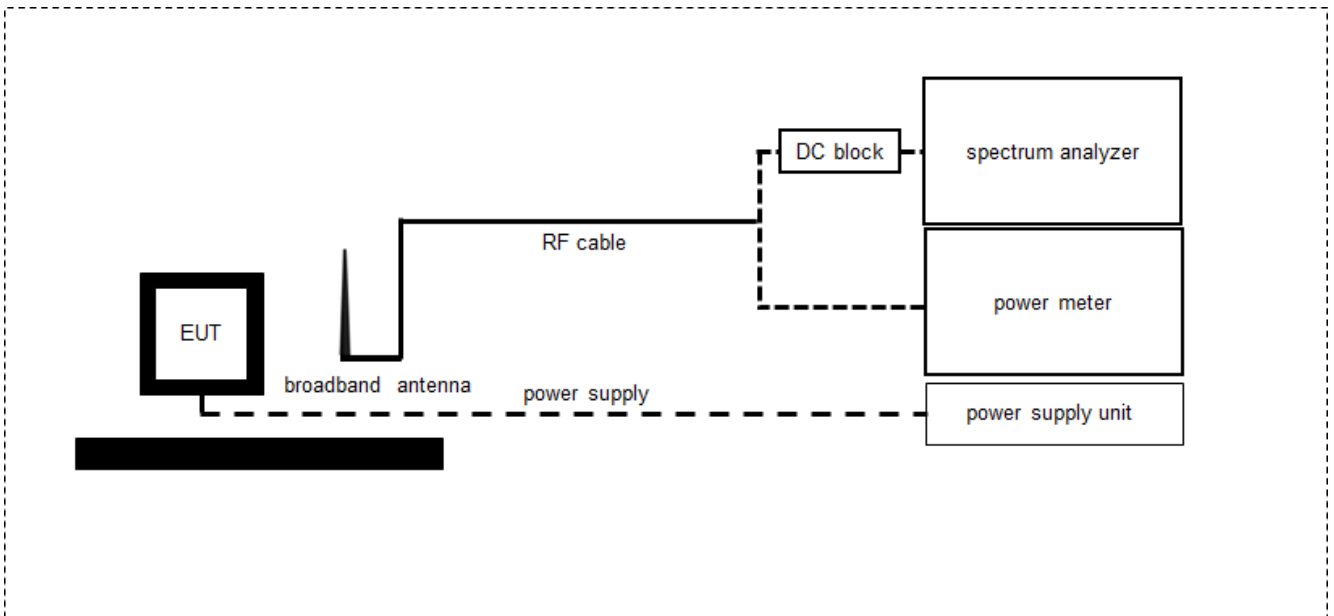 DC block
spectrum analyzer
RF cable
power meter
EUT
broadband antenna
power supply
power supply unit